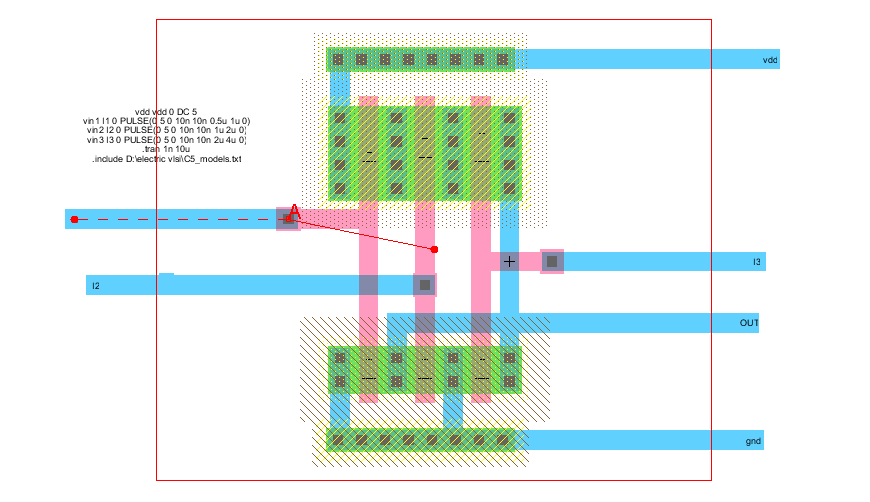 vdd
vdd vdd 0 DC 5
vin1 I1 0 PULSE(0 5 0 10n 10n 0.5u 1u 0)
vin2 I2 0 PULSE(0 5 0 10n 10n 1u 2u 0)
vin3 I3 0 PULSE(0 5 0 10n 10n 2u 4u 0)
.tran 1n 10u
.include D:\electric vlsi\C5_models.txt
A
I3
I2
OUT
gnd